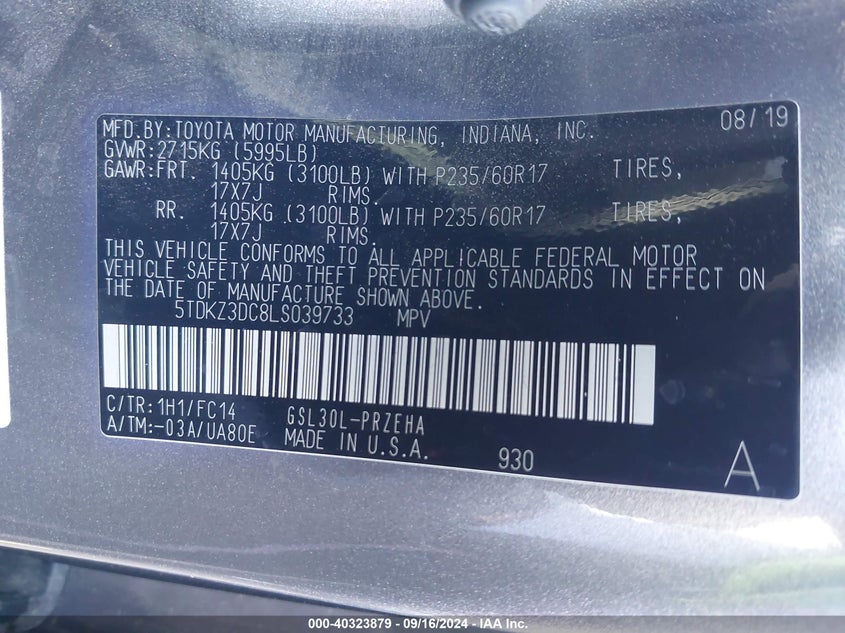 MFD.BY:TOYOTA MOTOR MANUFACTURING, INDIANA, INC. 08/19
GVWR:2715KG (5995LB)
GAWR:FRT. 1405KG (3100LB) WITH P235/60R17 TIRES,
17X7J RIMS.
RR. 1405KG (3100LB) WITH P235/60R17 TIRES,
17X7J RIMS.
THIS VEHICLE CONFORMS TO ALL APPLICABLE FEDERAL MOTOR
VEHICLE SAFETY AND THEFT PREVENTION STANDARDS IN EFFECT ON
THE DATE OF MANUFACTURE SHOWN ABOVE.
5TDKZ3DC8LS039733 MPV
C/TR:1H1/FC14 GSL30L-PRZEHA
A/TM:-03A/UA80E MADE IN U.S.A. 930 A
000-40323879 - 09/16/2024 - IAA Inc.